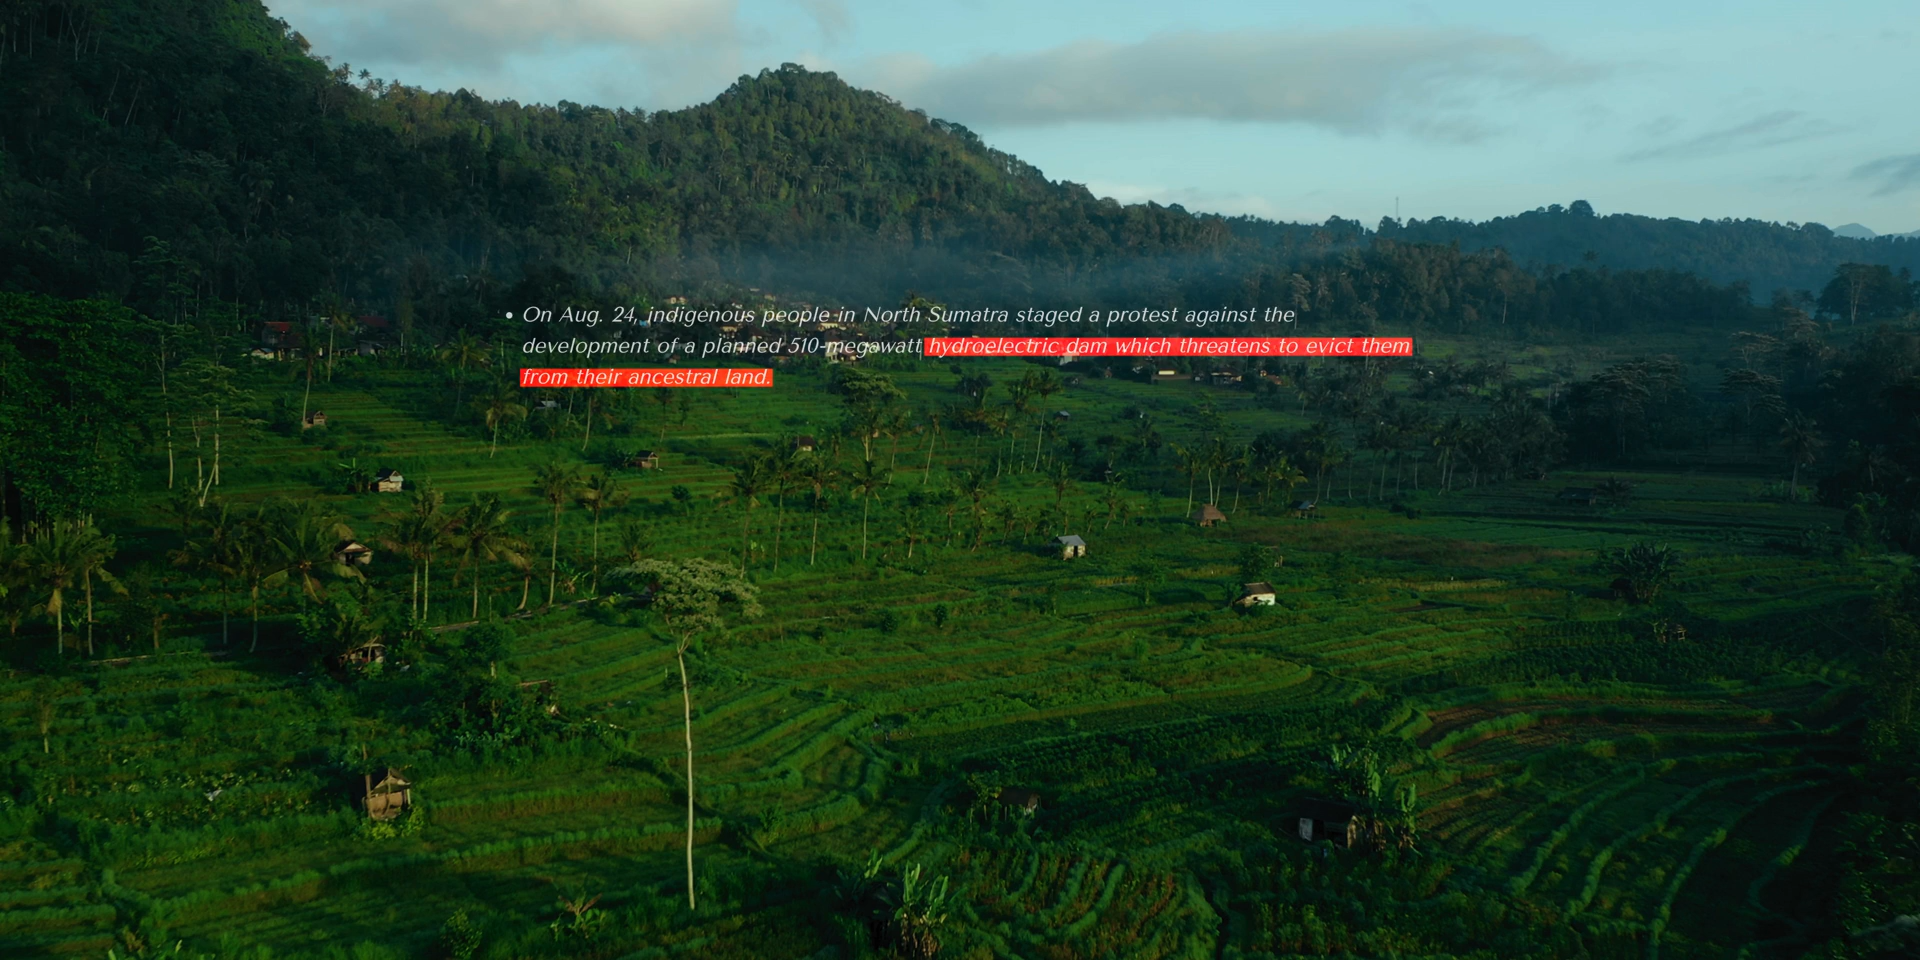 • On Aug. 24, indigenous people in North Sumatra staged a protest against the
development of a planned 510-megawatt hydroelectric dam which threatens to evict them
from their ancestral land.